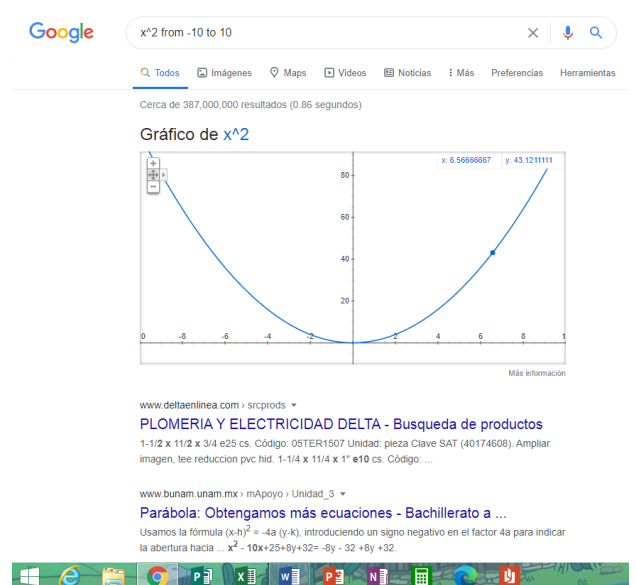 Google
x^2 from -10 to 10
Todos Imágenes Maps Videos Noticias Más Preferencias Herramientas
Cerca de 387,000,000 resultados (0.86 segundos)
Gráfico de x^2
x: 6.56666667 y: 43.1211111
80
60
40
20
0 -8 -6 -4 -2 2 4 6 8 1
Más información
www.deltaenlinea.com › srcprods
PLOMERIA Y ELECTRICIDAD DELTA - Busqueda de productos
1-1/2 x 11/2 x 3/4 e25 cs. Código: 05TER1507 Unidad: pieza Clave SAT (40174608). Ampliar
imagen, tee reduccion pvc hid. 1-1/4 x 11/4 x 1" e10 cs. Código: ...
www.bunam.unam.mx › mApoyo › Unidad_3
Parábola: Obtengamos más ecuaciones - Bachillerato a ...
Usamos la fórmula (x-h)² = -4a (y-k), introduciendo un signo negativo en el factor 4a para indicar
la abertura hacia ... x² - 10x+25+8y+32= -8y - 32 +8y +32.